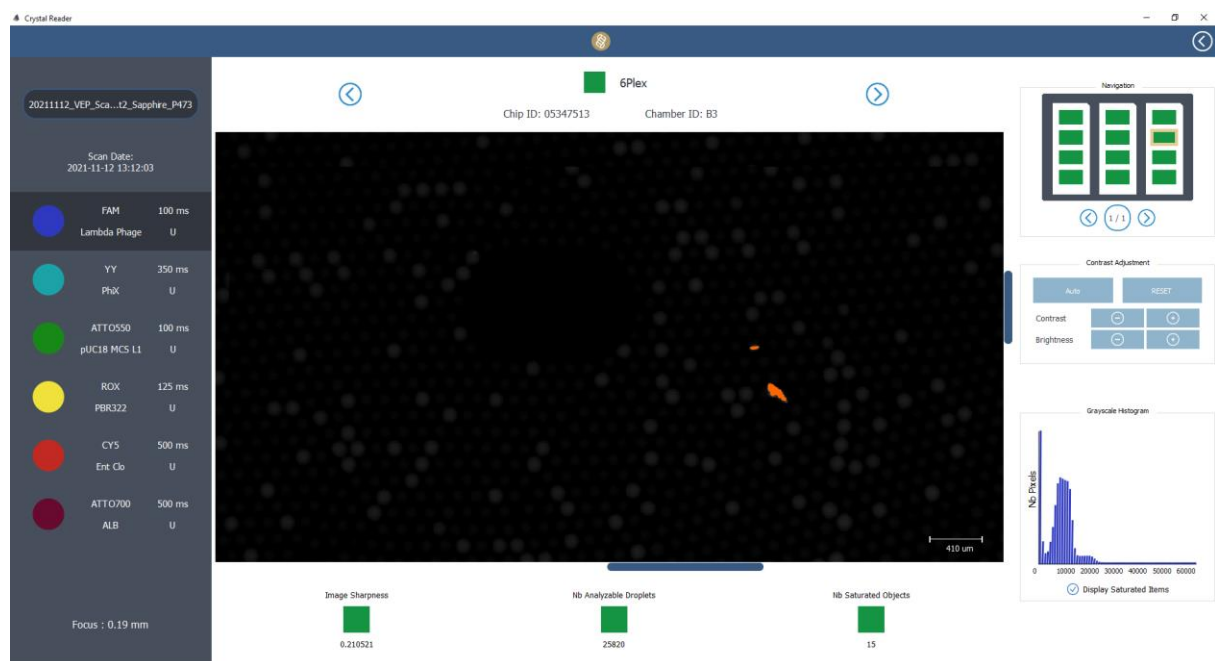 Crystal Reader
20211112_VEP_Sca...t2_Sapphire_P473
Scan Date:
2021-11-12 13:12:03
FAM 100 ms
Lambda Phage U
YY 350 ms
PhiX U
ATTO550 100 ms
pUC18 MCS L1 U
ROX 125 ms
PBR322 U
CY5 500 ms
Ent Clo U
ATTO700 500 ms
ALB U
Focus : 0.19 mm
6Plex
Chip ID: 05347513 Chamber ID: B3
410 um
Image Sharpness
0.210521
Nb Analyzable Droplets
25820
Nb Saturated Objects
15
Navigation
1 / 1
Contrast Adjustment
Auto RESET
Contrast
Brightness
Grayscale Histogram
Nb Pixels
0 10000 20000 30000 40000 50000 60000
Display Saturated Items